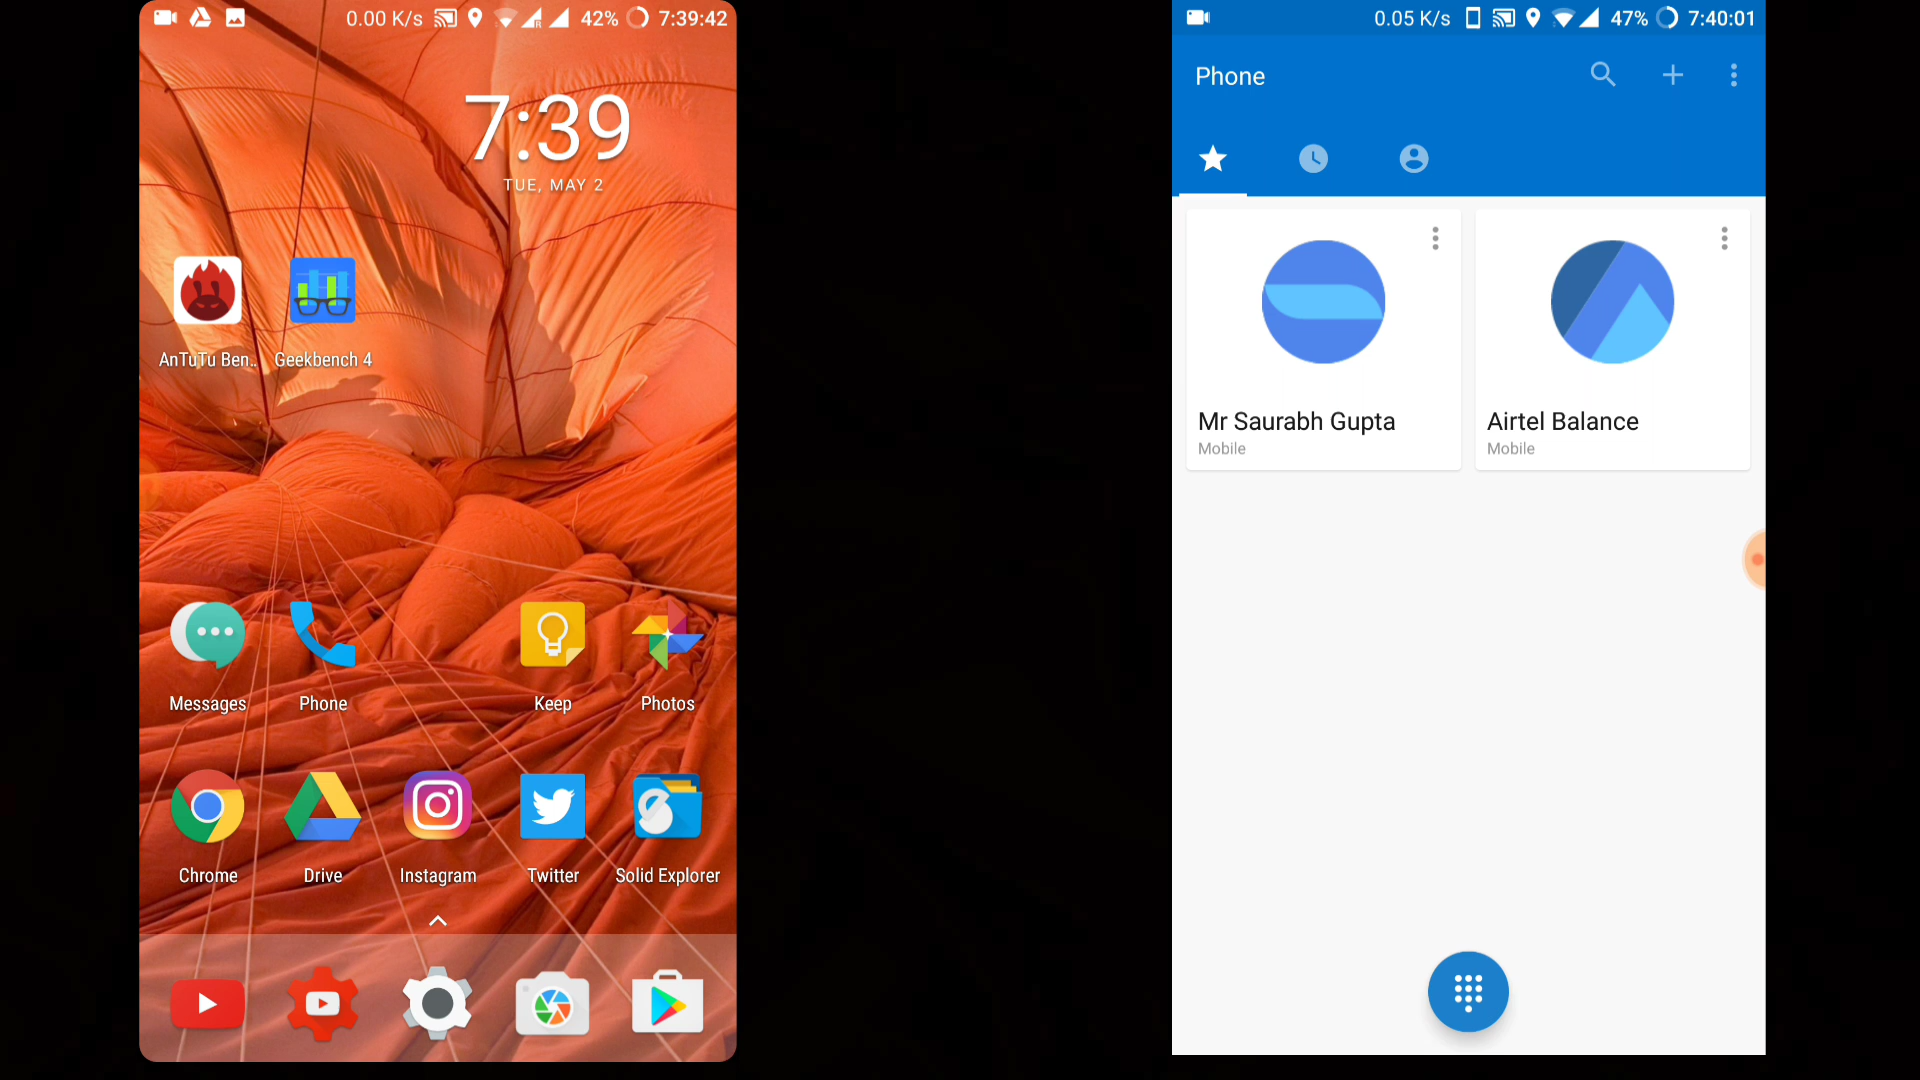 0.00 K/s 42% 7:39:42
7:39
TUE, MAY 2
AnTuTu Ben..
Geekbench 4
Messages
Phone
Keep
Photos
Chrome
Drive
Instagram
Twitter
Solid Explorer
0.05 K/s 47% 7:40:01
Phone
Mr Saurabh Gupta
Mobile
Airtel Balance
Mobile